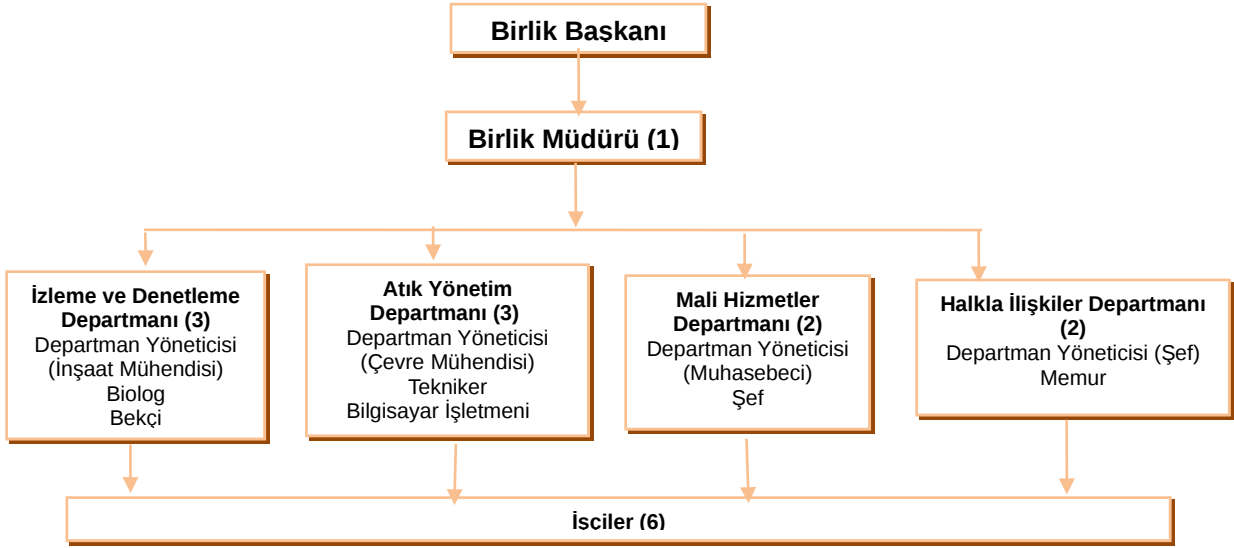 Birlik Başkanı
Birlik Müdürü (1)
İzleme ve Denetleme
Departmanı (3)
Departman Yöneticisi
(İnşaat Mühendisi)
Biolog
Bekçi
Atık Yönetim
Departmanı (3)
Departman Yöneticisi
(Çevre Mühendisi)
Tekniker
Bilgisayar İşletmeni
Mali Hizmetler
Departmanı (2)
Departman Yöneticisi
(Muhasebeci)
Şef
Halkla İlişkiler Departmanı
(2)
Departman Yöneticisi (Şef)
Memur
İşçiler (6)